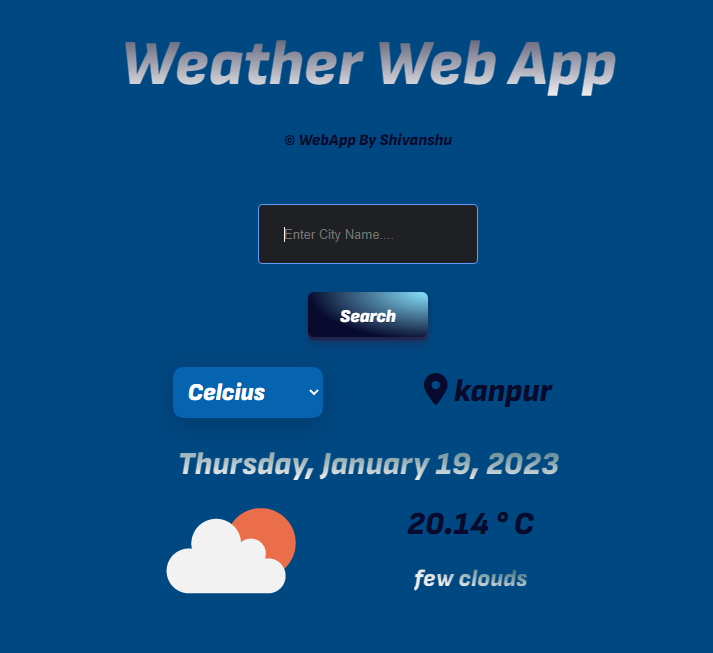 Weather Web App
© WebApp By Shivanshu
Enter City Name....
Search
Celcius
kanpur
Thursday, January 19, 2023
20.14 ° C
few clouds